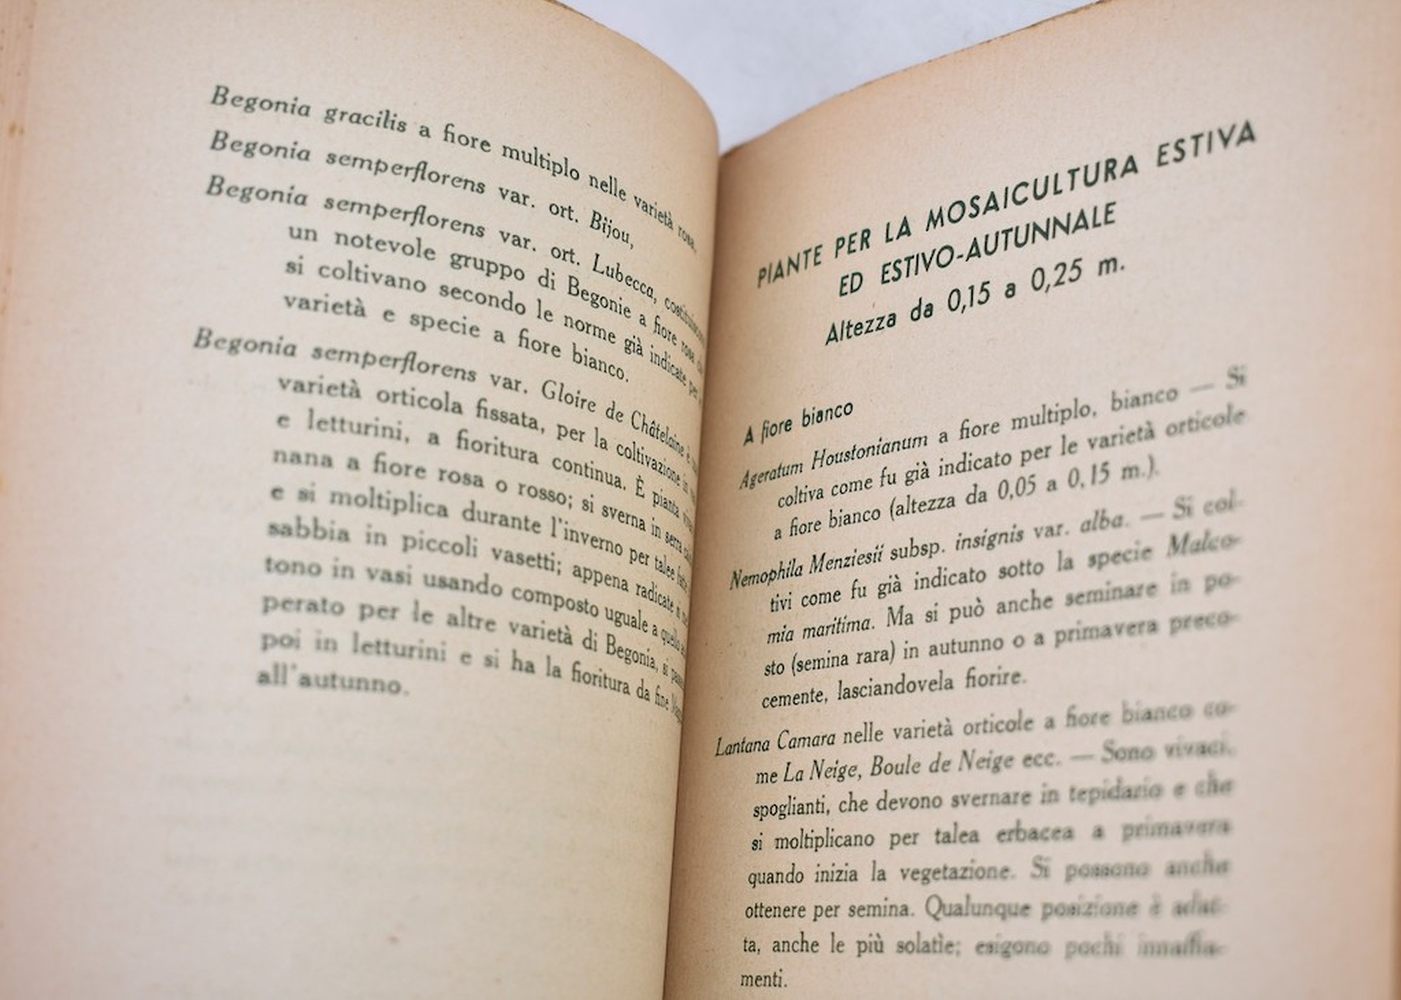 Begonia gracilis a fiore multiplo nelle varietà rosa.
Begonia semperflorens var. ort. Bijou,
Begonia semperflorens var. ort. Lubecca,
un notevole gruppo di Begonie a fiore rosa
si coltivano secondo le norme già indicate per
varietà e specie a fiore bianco.
Begonia semperflorens var. Gloire de Châtelaine è
varietà orticola fissata, per la coltivazione in
e letturini, a fioritura continua. È pianta
nana a fiore rosa o rosso; si sverna in serra
e si moltiplica durante l'inverno per talee fatte
sabbia in piccoli vasetti; appena radicate
tono in vasi usando composto uguale a quello
perato per le altre varietà di Begonia, si
poi in letturini e si ha la fioritura da fine
all'autunno.
PIANTE PER LA MOSAICULTURA ESTIVA
ED ESTIVO-AUTUNNALE
Altezza da 0,15 a 0,25 m.
A fiore bianco
Ageratum Houstonianum a fiore multiplo, bianco — Si
coltiva come fu già indicato per le varietà orticole
a fiore bianco (altezza da 0,05 a 0,15 m.).
Nemophila Menziesii subsp. insignis var. alba. — Si col-
tivi come fu già indicato sotto la specie Malco-
mia maritima. Ma si può anche seminare in po-
sto (semina rara) in autunno o a primavera preco-
cemente, lasciandovela fiorire.
Lantana Camara nelle varietà orticole a fiore bianco co-
me La Neige, Boule de Neige ecc. — Sono vivaci,
spoglianti, che devono svernare in tepidario e che
si moltiplicano per talea erbacea a primavera
quando inizia la vegetazione. Si possono anche
ottenere per semina. Qualunque posizione è adat-
ta, anche le più solatìe; esigono pochi innaffia-
menti.